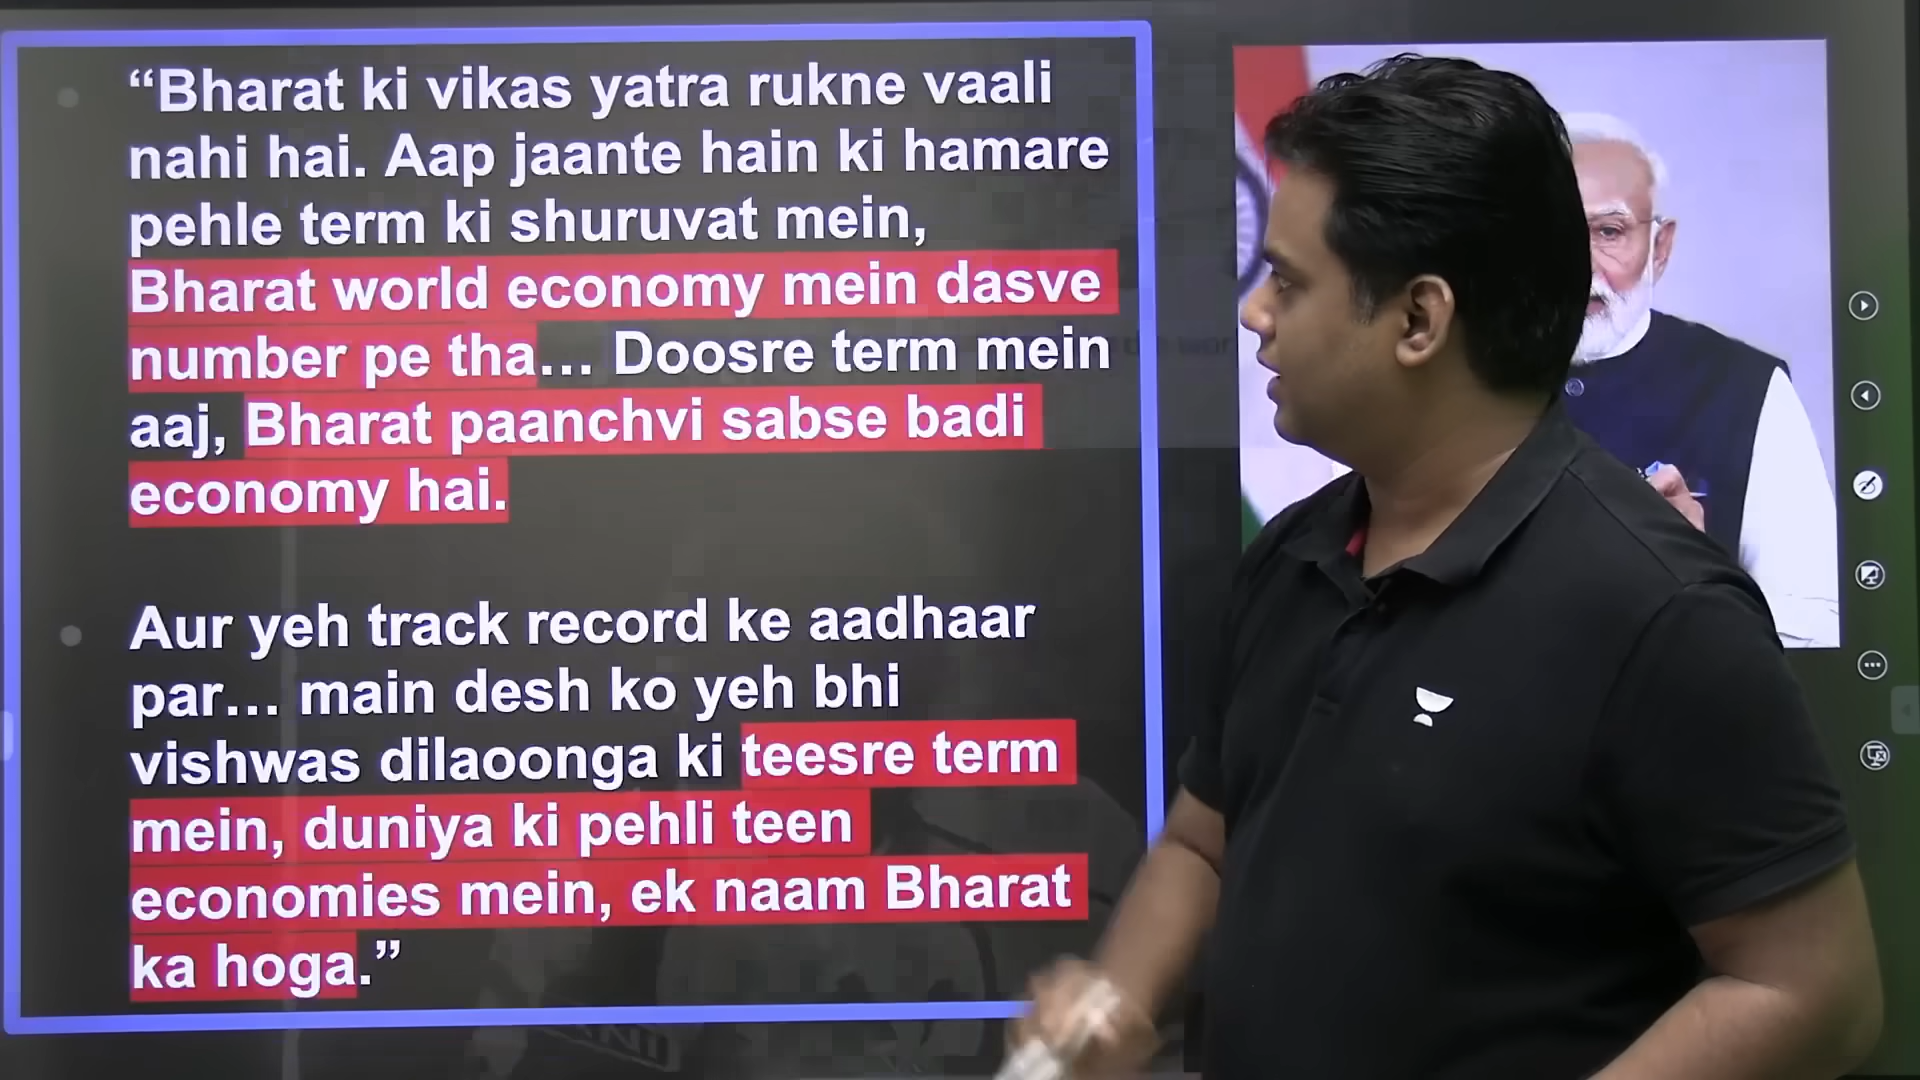 “Bharat ki vikas yatra rukne vaali
nahi hai. Aap jaante hain ki hamare
pehle term ki shuruvat mein,
Bharat world economy mein dasve
number pe tha... Doosre term mein
aaj, Bharat paanchvi sabse badi
economy hai.
Aur yeh track record ke aadhaar
par... main desh ko yeh bhi
vishwas dilaoonga ki teesre term
mein, duniya ki pehli teen
economies mein, ek naam Bharat
ka hoga.”